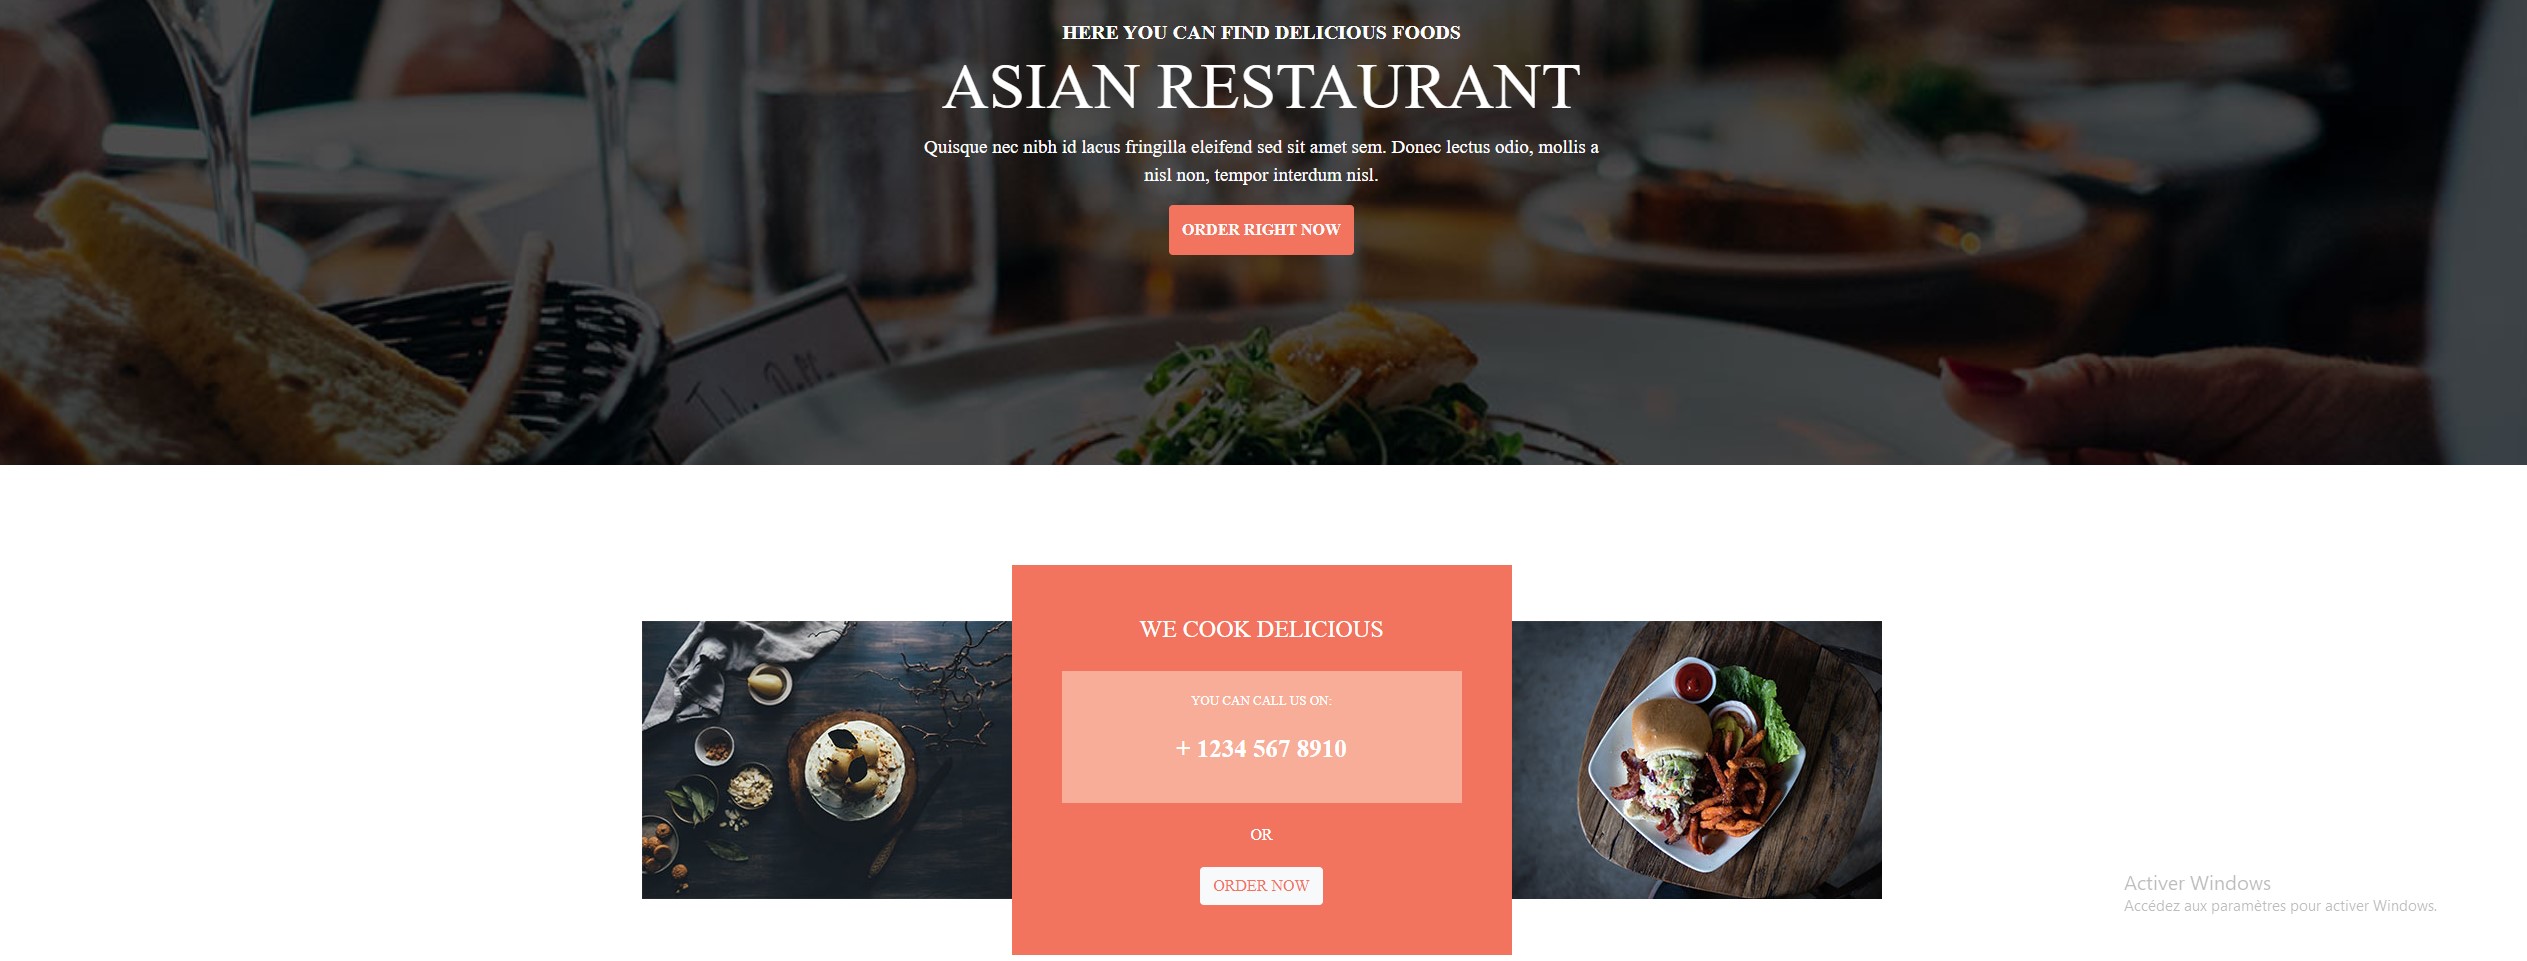 HERE YOU CAN FIND DELICIOUS FOODS
ASIAN RESTAURANT
Quisque nec nibh id lacus fringilla eleifend sed sit amet sem. Donec lectus odio, mollis a
nisl non, tempor interdum nisl.
ORDER RIGHT NOW
WE COOK DELICIOUS
YOU CAN CALL US ON:
+ 1234 567 8910
OR
ORDER NOW
Activer Windows
Accédez aux paramètres pour activer Windows.